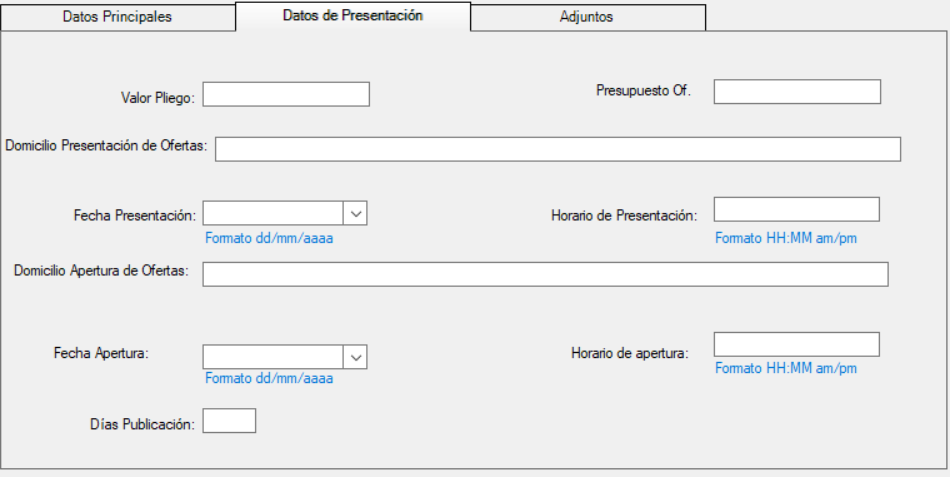 Datos Principales
Datos de Presentación
Adjuntos
Valor Pliego:
Presupuesto Of.
Domicilio Presentación de Ofertas:
Fecha Presentación:
Horario de Presentación:
Formato dd/mm/aaaa
Formato HH:MM am/pm
Domicilio Apertura de Ofertas:
Fecha Apertura:
Horario de apertura:
Formato dd/mm/aaaa
Formato HH:MM am/pm
Días Publicación: